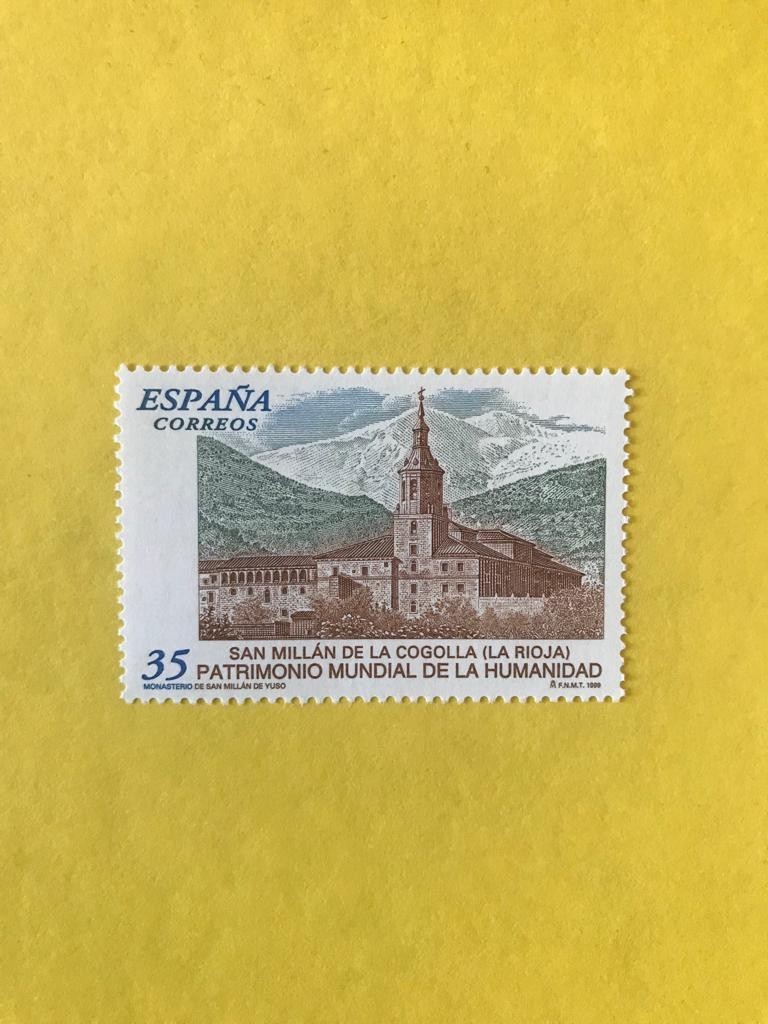 ESPAÑA
CORREOS
SAN MILLÁN DE LA COGOLLA (LA RIOJA)
35 PATRIMONIO MUNDIAL DE LA HUMANIDAD
MONASTERIO DE SAN MILLÁN DE YUSO F.N.M.T. 1999